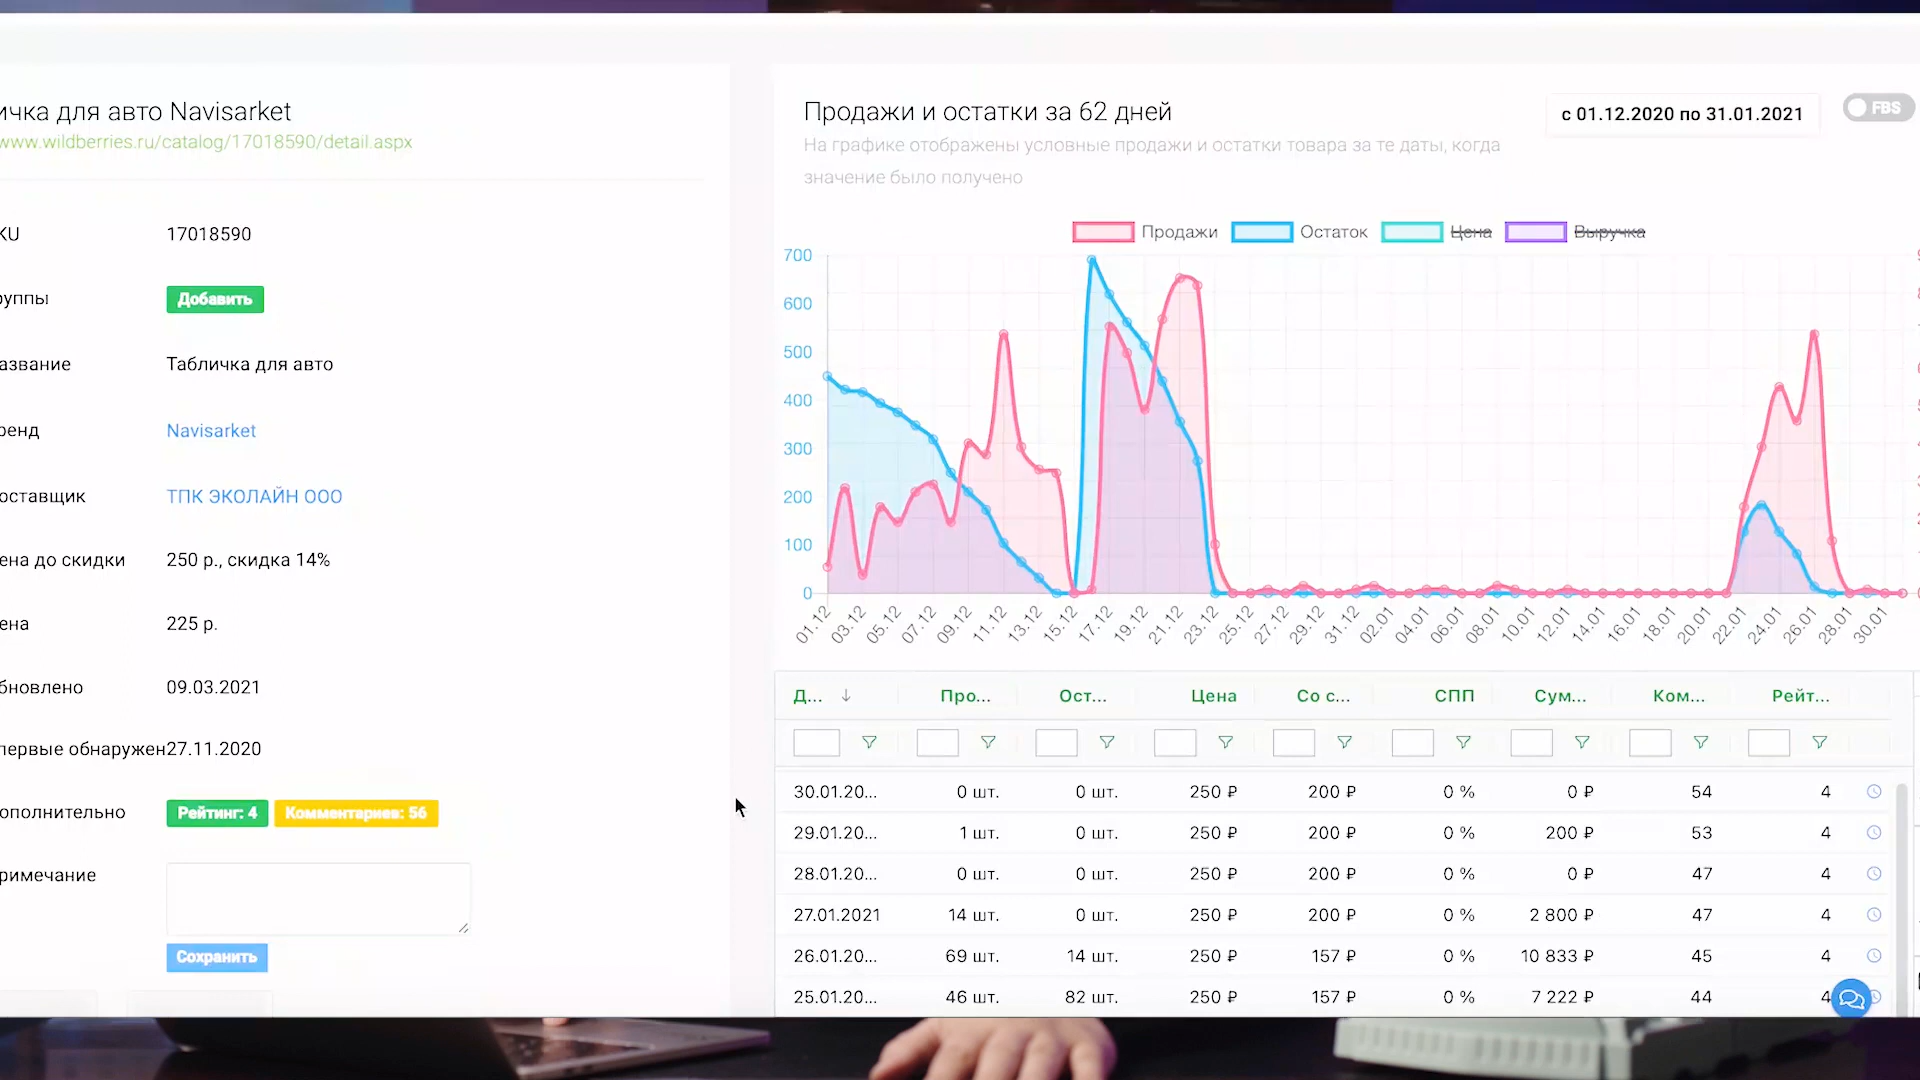 ичка для авто Navisarket
www.wildberries.ru/catalog/17018590/detail.aspx
KU 17018590
руппы Добавить
азвание Табличка для авто
ренд Navisarket
оставщик ТПК ЭКОЛАЙН ООО
ена до скидки 250 р., скидка 14%
ена 225 р.
бновлено 09.03.2021
первые обнаружен 27.11.2020
ополнительно Рейтинг: 4 Комментариев: 56
римечание
Сохранить
Продажи и остатки за 62 дней
с 01.12.2020 по 31.01.2021
FBS
На графике отображены условные продажи и остатки товара за те даты, когда
значение было получено
Продажи Остаток Цена Выручка
700
600
500
400
300
200
100
0
01.12 03.12 05.12 07.12 09.12 11.12 13.12 15.12 17.12 19.12 21.12 23.12 25.12 27.12 29.12 31.12 02.01 04.01 06.01 08.01 10.01 12.01 14.01 16.01 18.01 20.01 22.01 24.01 26.01 28.01 30.01
Д... Про... Ост... Цена Со с... СПП Сум... Ком... Рейт...
30.01.20... 0 шт. 0 шт. 250 ₽ 200 ₽ 0 % 0 ₽ 54 4
29.01.20... 1 шт. 0 шт. 250 ₽ 200 ₽ 0 % 200 ₽ 53 4
28.01.20... 0 шт. 0 шт. 250 ₽ 200 ₽ 0 % 0 ₽ 47 4
27.01.2021 14 шт. 0 шт. 250 ₽ 200 ₽ 0 % 2 800 ₽ 47 4
26.01.20... 69 шт. 14 шт. 250 ₽ 157 ₽ 0 % 10 833 ₽ 45 4
25.01.20... 46 шт. 82 шт. 250 ₽ 157 ₽ 0 % 7 222 ₽ 44 4